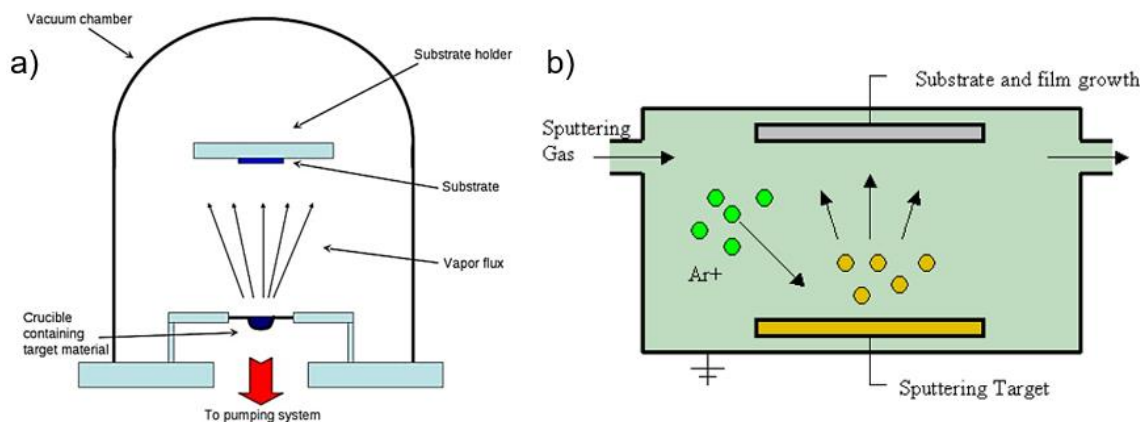 a)
Vacuum chamber
Substrate holder
Substrate
Vapor flux
Crucible
containing
target material
To pumping system
b)
Substrate and film growth
Sputtering
Gas
Ar+
Sputtering Target